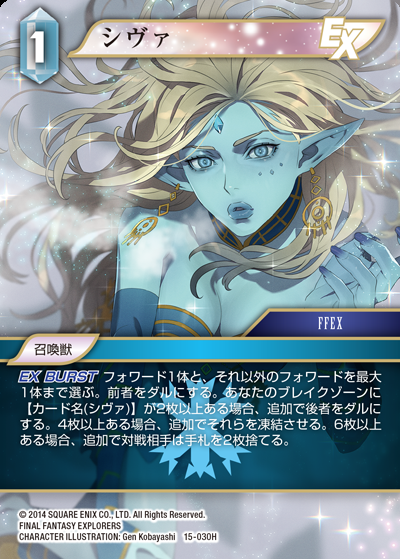 1
シヴァ
EX
FFEX
召喚獣
EX BURST フォワード1体と、それ以外のフォワードを最大
1体まで選ぶ。前者をダルにする。あなたのブレイクゾーンに
【カード名(シヴァ)】が2枚以上ある場合、追加で後者をダルに
する。4枚以上ある場合、追加でそれらを凍結させる。6枚以上
ある場合、追加で対戦相手は手札を2枚捨てる。
© 2014 SQUARE ENIX CO., LTD. All Rights Reserved.
FINAL FANTASY EXPLORERS
CHARACTER ILLUSTRATION: Gen Kobayashi 15-030H